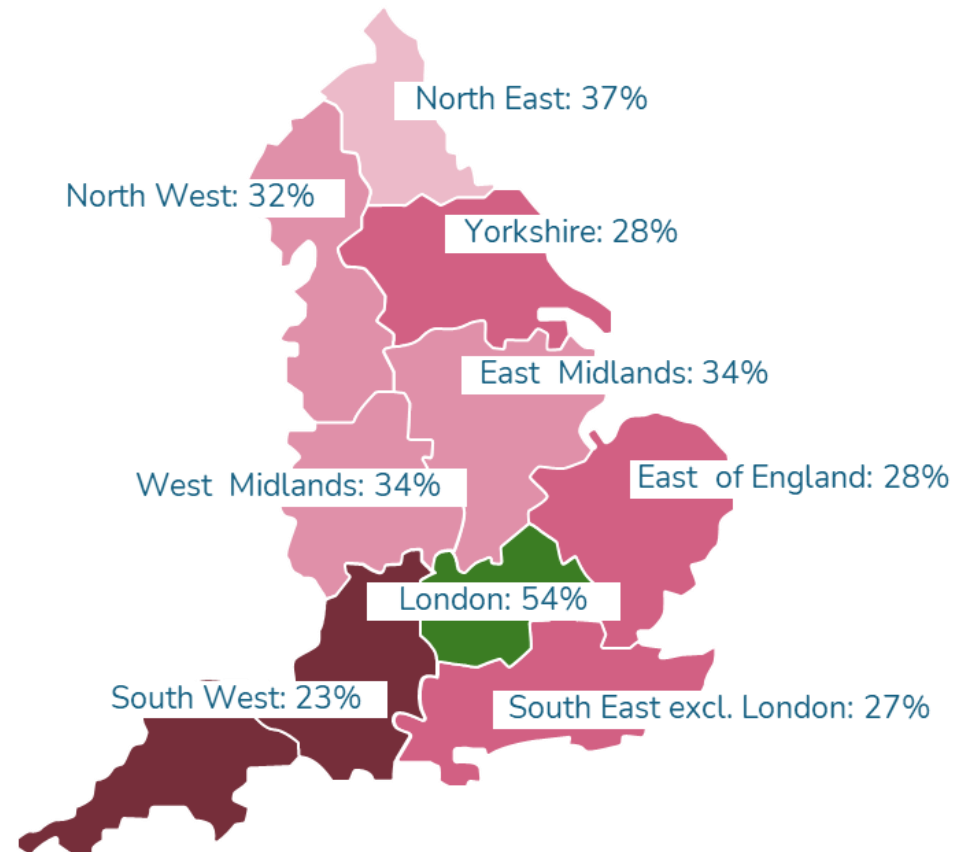 North East: 37%
North West: 32%
Yorkshire: 28%
East  Midlands: 34%
East  of England: 28%
West  Midlands: 34%
London: 54%
South West: 23%
South East excl. London: 27%